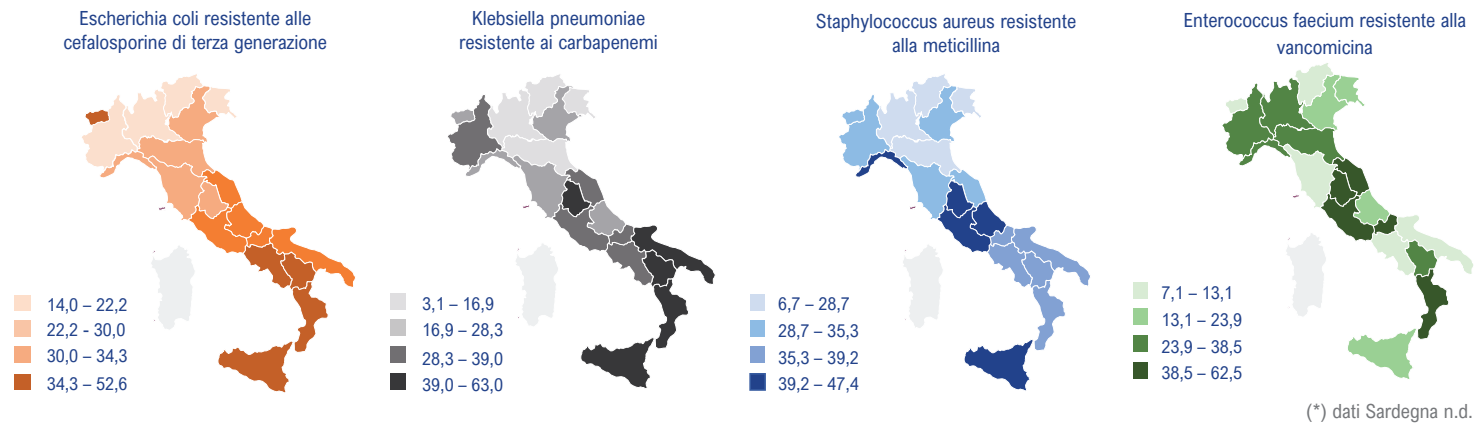 Escherichia coli resistente alle
cefalosporine di terza generazione
14,0 – 22,2
22,2 - 30,0
30,0 – 34,3
34,3 – 52,6
Klebsiella pneumoniae
resistente ai carbapenemi
3,1 – 16,9
16,9 – 28,3
28,3 – 39,0
39,0 – 63,0
Staphylococcus aureus resistente
alla meticillina
6,7 – 28,7
28,7 – 35,3
35,3 – 39,2
39,2 – 47,4
Enterococcus faecium resistente alla
vancomicina
7,1 – 13,1
13,1 – 23,9
23,9 – 38,5
38,5 – 62,5
(*) dati Sardegna n.d.